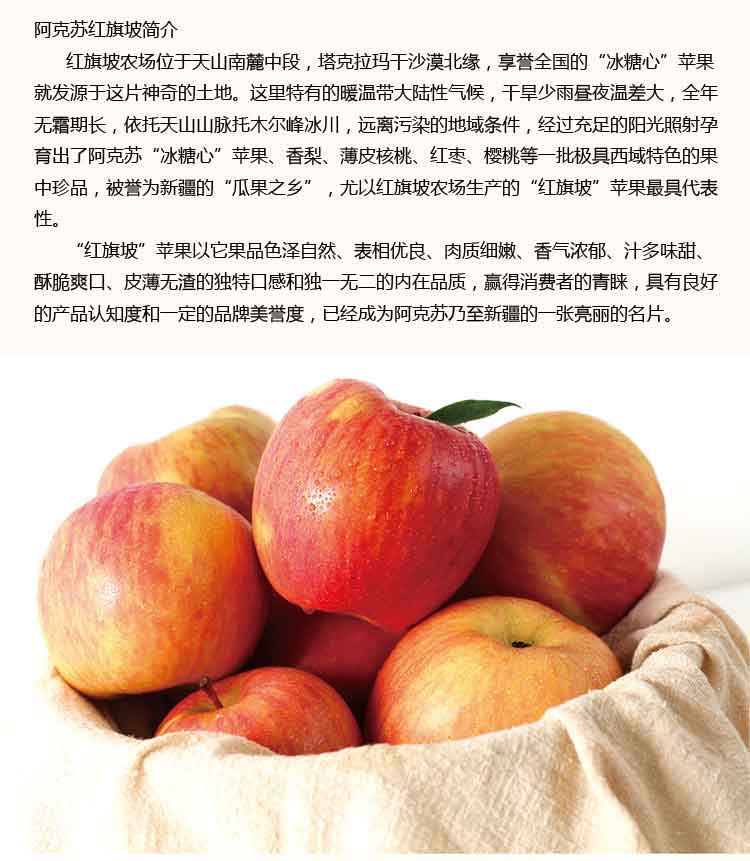 阿克苏红旗坡简介
红旗坡农场位于天山南麓中段，塔克拉玛干沙漠北缘，享誉全国的“冰糖心”苹果
就发源于这片神奇的土地。这里特有的暖温带大陆性气候，干旱少雨昼夜温差大，全年
无霜期长，依托天山山脉托木尔峰冰川，远离污染的地域条件，经过充足的阳光照射孕
育出了阿克苏“冰糖心”苹果、香梨、薄皮核桃、红枣、樱桃等一批极具西域特色的果
中珍品，被誉为新疆的“瓜果之乡”，尤以红旗坡农场生产的“红旗坡”苹果最具代表
性。
“红旗坡”苹果以它果品色泽自然、表相优良、肉质细嫩、香气浓郁、汁多味甜、
酥脆爽口、皮薄无渣的独特口感和独一无二的内在品质，赢得消费者的青睐，具有良好
的产品认知度和一定的品牌美誉度，已经成为阿克苏乃至新疆的一张亮丽的名片。